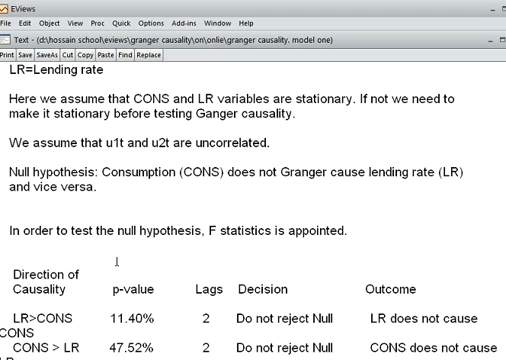 EViews
File Edit Object View Proc Quick Options Add-ins Window Help
Text - (d:\hossain school\eviews\granger causality\on\onlie\granger causality. model one)
Print Save SaveAs Cut Copy Paste Find Replace
LR=Lending rate
Here we assume that CONS and LR variables are stationary. If not we need to
make it stationary before testing Ganger causality.
We assume that u1t and u2t are uncorrelated.
Null hypothesis: Consumption (CONS) does not Granger cause lending rate (LR)
and vice versa.
In order to test the null hypothesis, F statistics is appointed.
Direction of
Causality p-value Lags Decision Outcome
LR>CONS 11.40% 2 Do not reject Null LR does not cause
CONS
CONS > LR 47.52% 2 Do not reject Null CONS does not cause